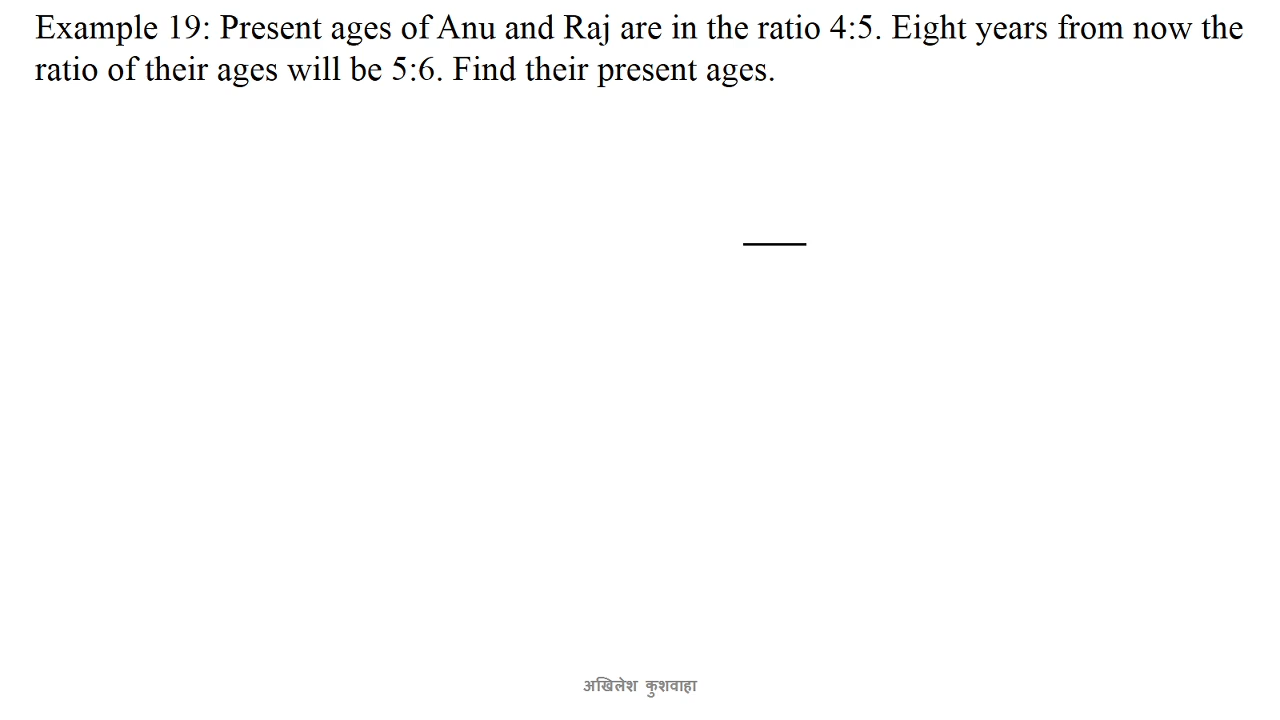 Example 19: Present ages of Anu and Raj are in the ratio 4:5. Eight years from now the
ratio of their ages will be 5:6. Find their present ages.
अखिलेश कुशवाहा